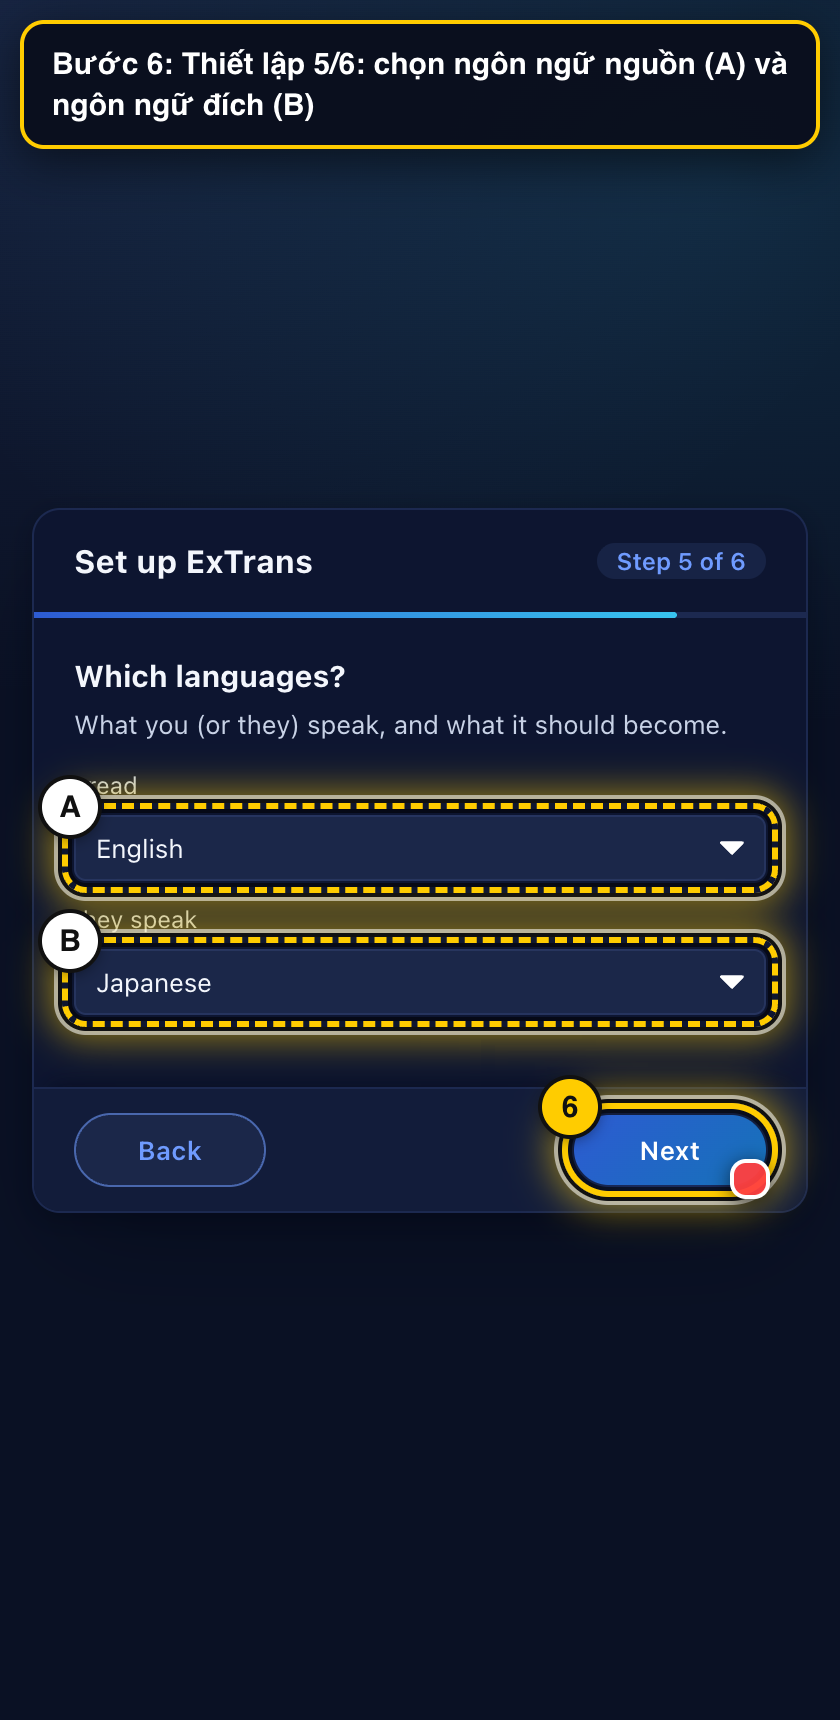 Bước 6: Thiết lập 5/6: chọn ngôn ngữ nguồn (A) và
ngôn ngữ đích (B)
Set up ExTrans
Step 5 of 6
Which languages?
What you (or they) speak, and what it should become.
read
A
English
speak
B
Japanese
6
Back
Next